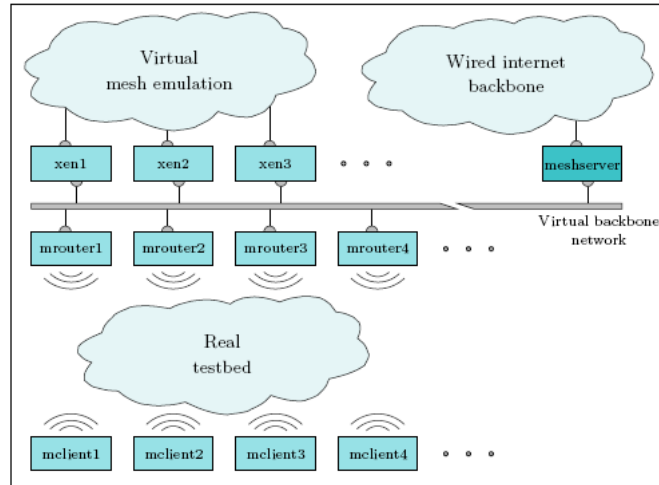 Virtual
mesh emulation
Wired internet
backbone
xen1
xen2
xen3
meshserver
Virtual backbone
network
mrouter1
mrouter2
mrouter3
mrouter4
Real
testbed
mclient1
mclient2
mclient3
mclient4